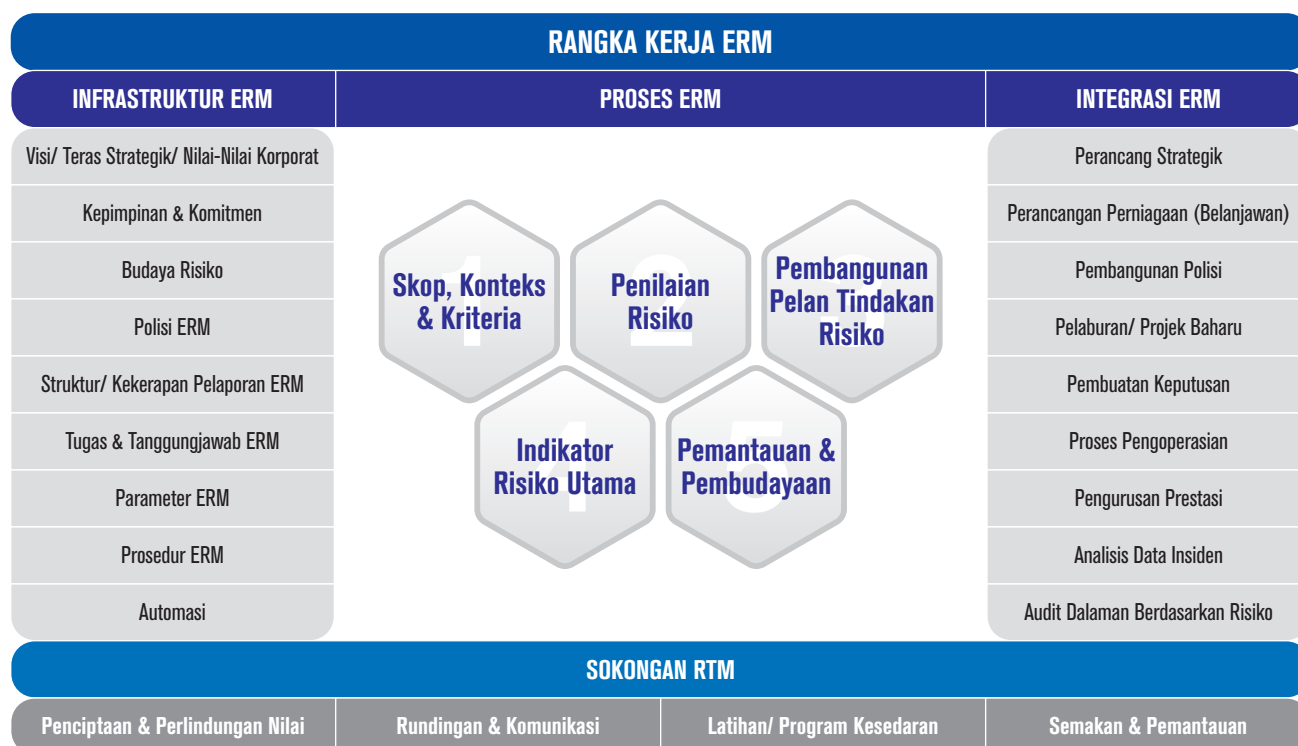 RANGKA KERJA ERM
INFRASTRUKTUR ERM
PROSES ERM
INTEGRASI ERM
Visi/ Teras Strategik/ Nilai-Nilai Korporat
Kepimpinan & Komitmen
Budaya Risiko
Polisi ERM
Struktur/ Kekerapan Pelaporan ERM
Tugas & Tanggungjawab ERM
Parameter ERM
Prosedur ERM
Automasi
1
Skop, Konteks
& Kriteria
2
Penilaian
Risiko
3
Pembangunan
Pelan Tindakan
Risiko
4
Indikator
Risiko Utama
5
Pemantauan &
Pembudayaan
Perancang Strategik
Perancangan Perniagaan (Belanjawan)
Pembangunan Polisi
Pelaburan/ Projek Baharu
Pembuatan Keputusan
Proses Pengoperasian
Pengurusan Prestasi
Analisis Data Insiden
Audit Dalaman Berdasarkan Risiko
SOKONGAN RTM
Penciptaan & Perlindungan Nilai
Rundingan & Komunikasi
Latihan/ Program Kesedaran
Semakan & Pemantauan